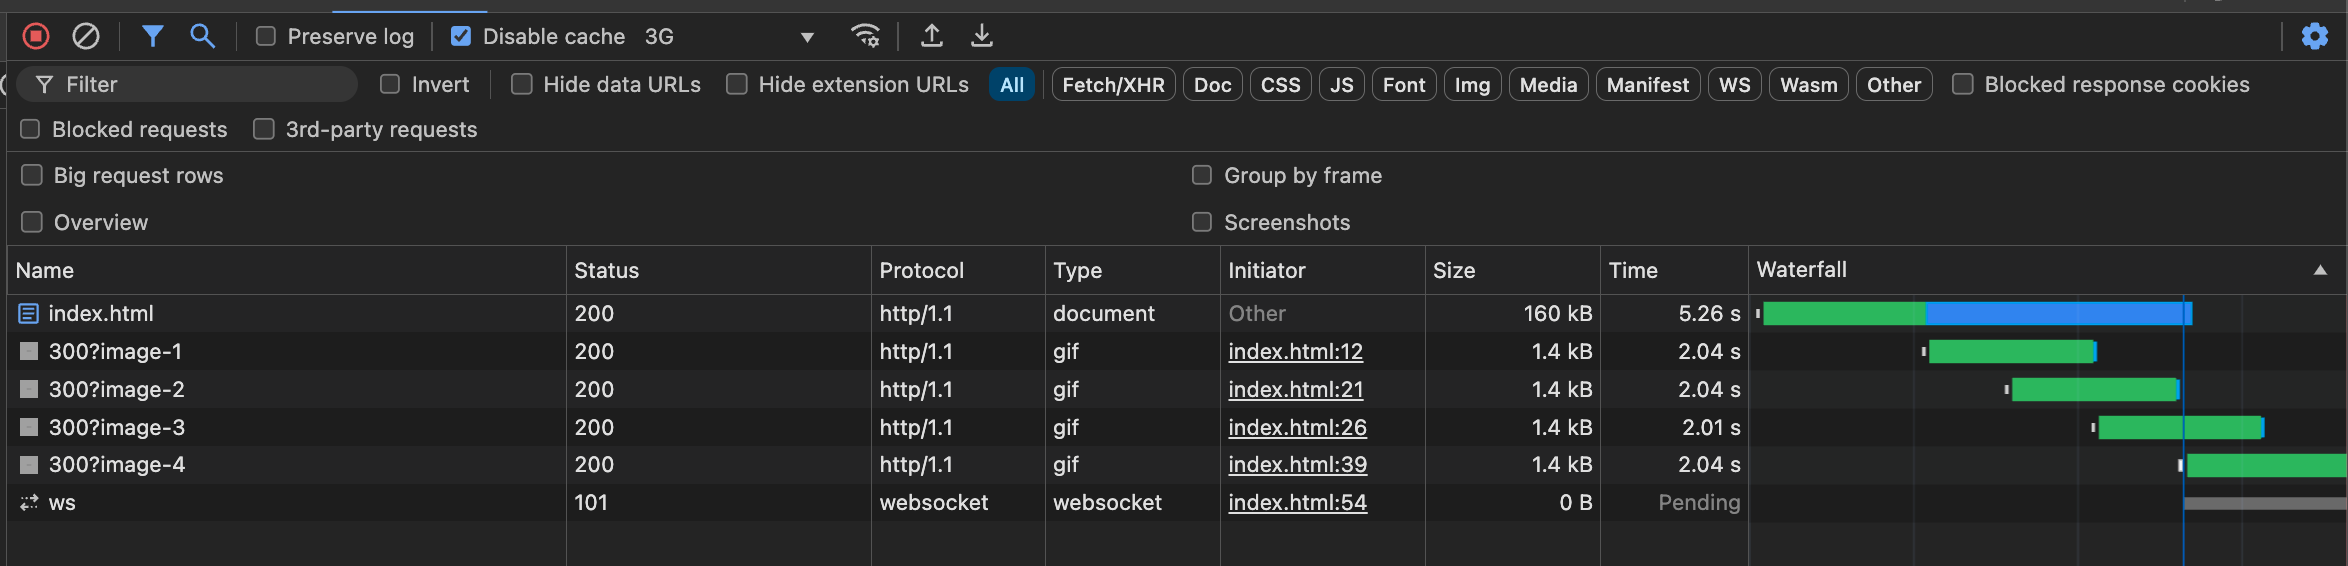 Preserve log Disable cache 3G
Filter Invert Hide data URLs Hide extension URLs All Fetch/XHR Doc CSS JS Font Img Media Manifest WS Wasm Other Blocked response cookies
Blocked requests 3rd-party requests
Big request rows Group by frame
Overview Screenshots
Name Status Protocol Type Initiator Size Time Waterfall
index.html 200 http/1.1 document Other 160 kB 5.26 s
300?image-1 200 http/1.1 gif index.html:12 1.4 kB 2.04 s
300?image-2 200 http/1.1 gif index.html:21 1.4 kB 2.04 s
300?image-3 200 http/1.1 gif index.html:26 1.4 kB 2.01 s
300?image-4 200 http/1.1 gif index.html:39 1.4 kB 2.04 s
ws 101 websocket websocket index.html:54 0 B Pending